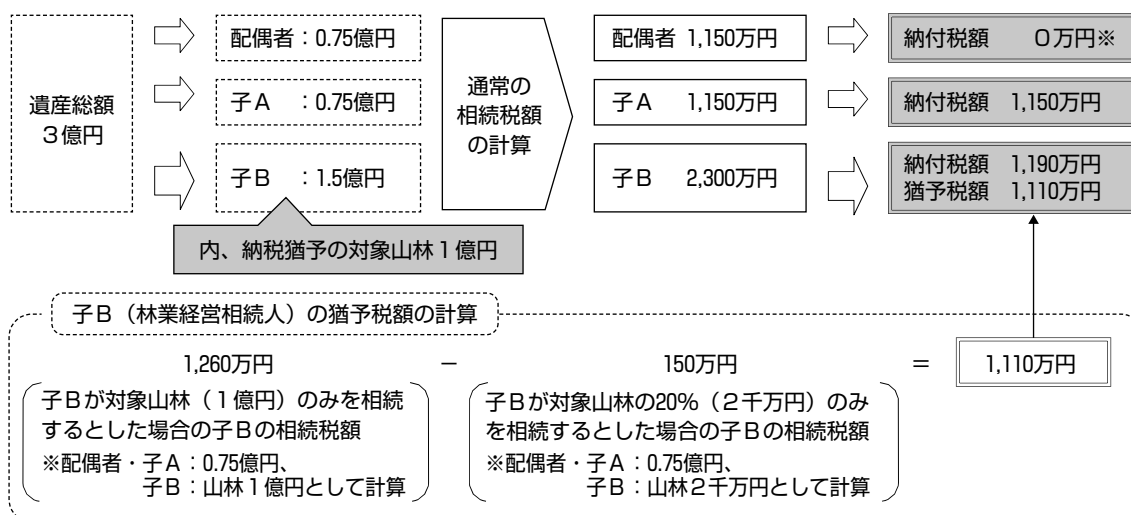 遺産総額
3億円
配偶者:0.75億円
子A :0.75億円
子B :1.5億円
内、納税猶予の対象山林1億円
通常の
相続税額
の計算
配偶者 1,150万円
子A 1,150万円
子B 2,300万円
納付税額 0万円※
納付税額 1,150万円
納付税額 1,190万円
猶予税額 1,110万円
子B(林業経営相続人)の猶予税額の計算
1,260万円 − 150万円 = 1,110万円
子Bが対象山林(1億円)のみを相続
するとした場合の子Bの相続税額
※配偶者・子A:0.75億円、
子B:山林1億円として計算
子Bが対象山林の20%(2千万円)のみ
を相続するとした場合の子Bの相続税額
※配偶者・子A:0.75億円、
子B:山林2千万円として計算